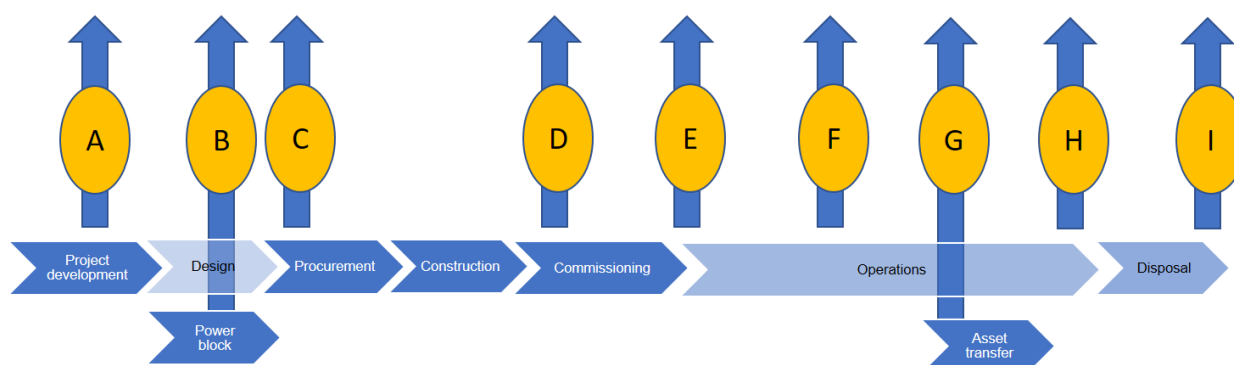 A
B
C
D
E
F
G
H
I
Project
development
Design
Procurement
Construction
Commissioning
Operations
Disposal
Power
block
Asset
transfer